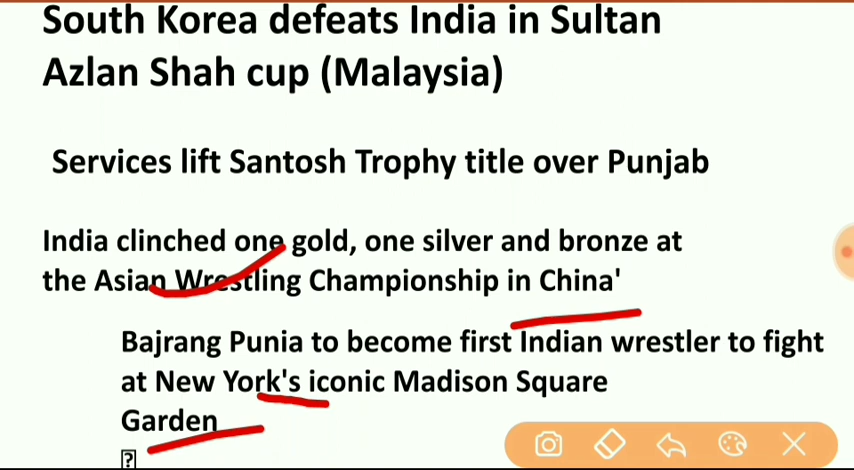 South Korea defeats India in Sultan
Azlan Shah cup (Malaysia)
Services lift Santosh Trophy title over Punjab
India clinched one gold, one silver and bronze at
the Asian Wrestling Championship in China'
Bajrang Punia to become first Indian wrestler to fight
at New York's iconic Madison Square
Garden